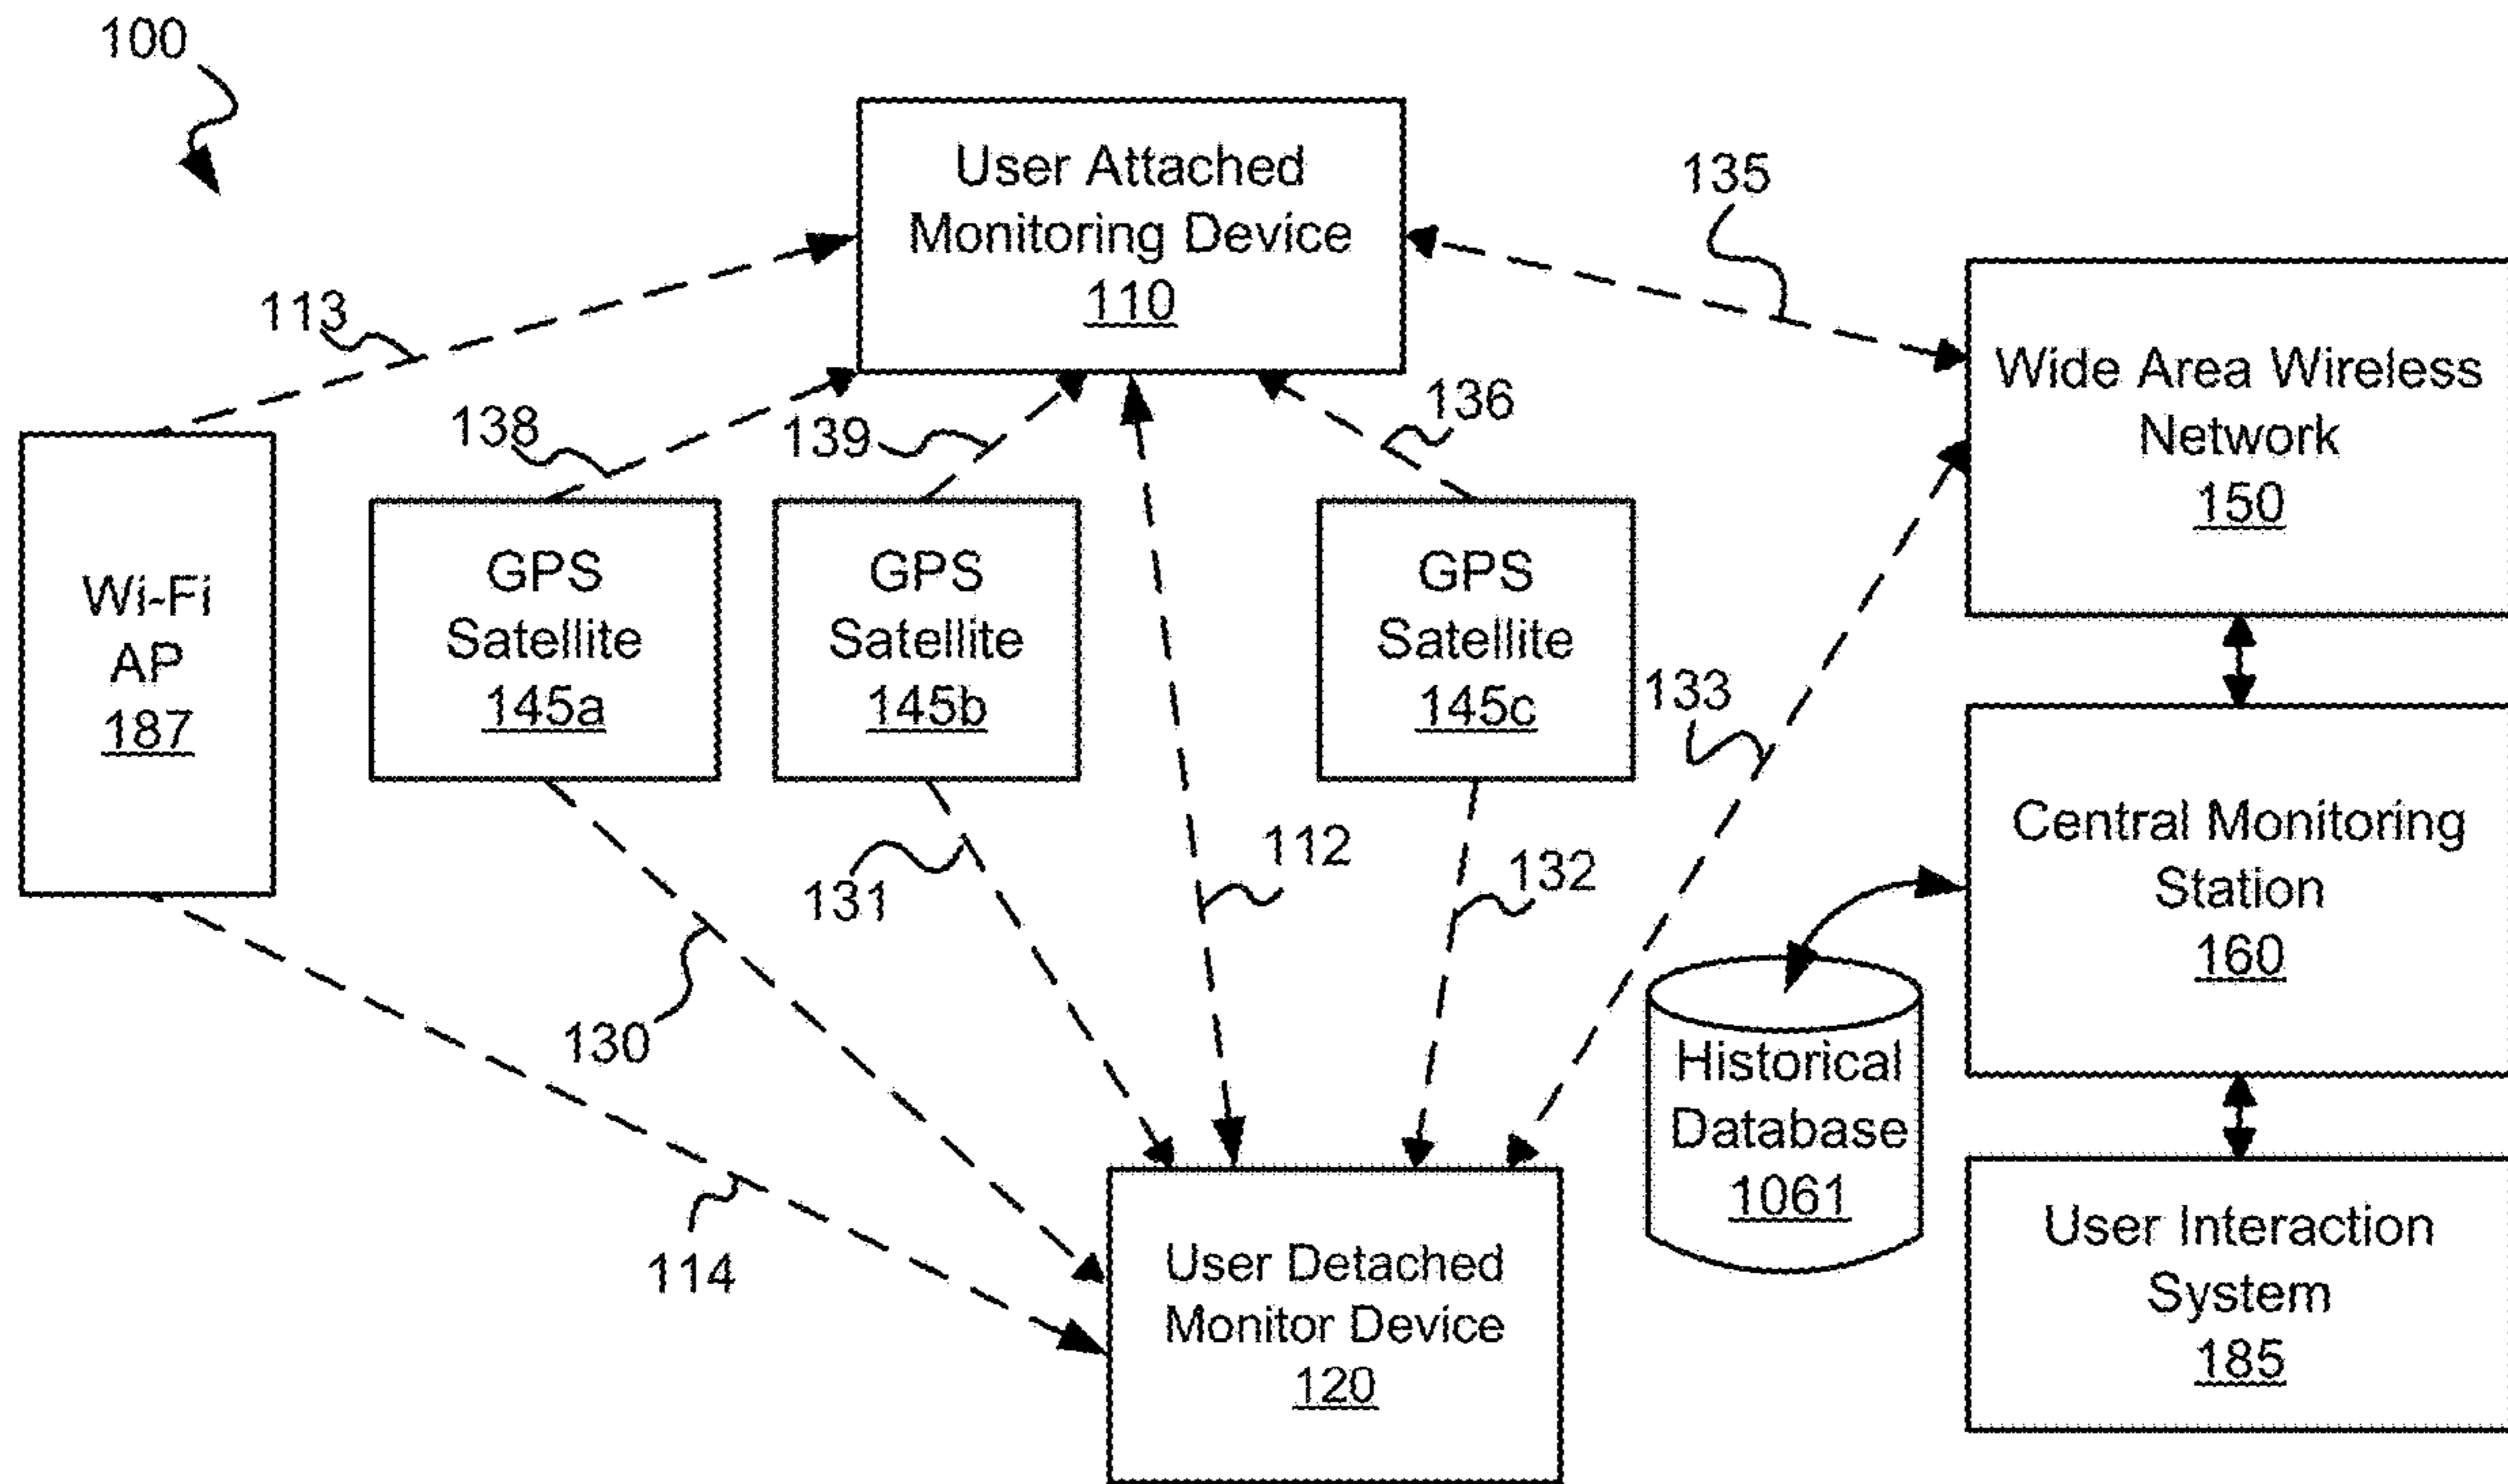 100
User Attached
Monitoring Device
110
135
113
138
139
136
Wide Area Wireless
Network
150
Wi-Fi
AP
187
GPS
Satellite
145a
GPS
Satellite
145b
GPS
Satellite
145c
133
112
132
131
130
114
Central Monitoring
Station
160
Historical
Database
1061
User Detached
Monitor Device
120
User Interaction
System
185